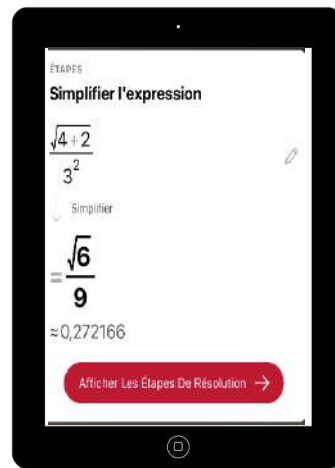 ÉTAPES
Simplifier l'expression
√4+2
3²
Simplifier
=√6
9
≈0,272166
Afficher Les Étapes De Résolution →